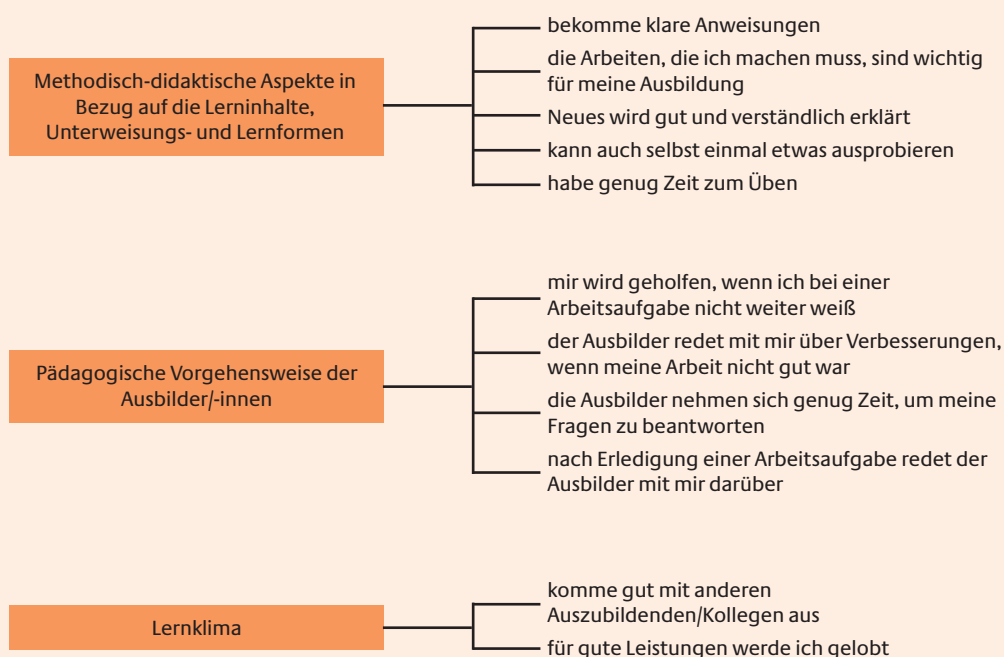 Methodisch-didaktische Aspekte in
Bezug auf die Lerninhalte,
Unterweisungs- und Lernformen
bekomme klare Anweisungen
die Arbeiten, die ich machen muss, sind wichtig
für meine Ausbildung
Neues wird gut und verständlich erklärt
kann auch selbst einmal etwas ausprobieren
habe genug Zeit zum Üben
Pädagogische Vorgehensweise der
Ausbilder/-innen
mir wird geholfen, wenn ich bei einer
Arbeitsaufgabe nicht weiter weiß
der Ausbilder redet mit mir über Verbesserungen,
wenn meine Arbeit nicht gut war
die Ausbilder nehmen sich genug Zeit, um meine
Fragen zu beantworten
nach Erledigung einer Arbeitsaufgabe redet der
Ausbilder mit mir darüber
Lernklima
komme gut mit anderen
Auszubildenden/Kollegen aus
für gute Leistungen werde ich gelobt